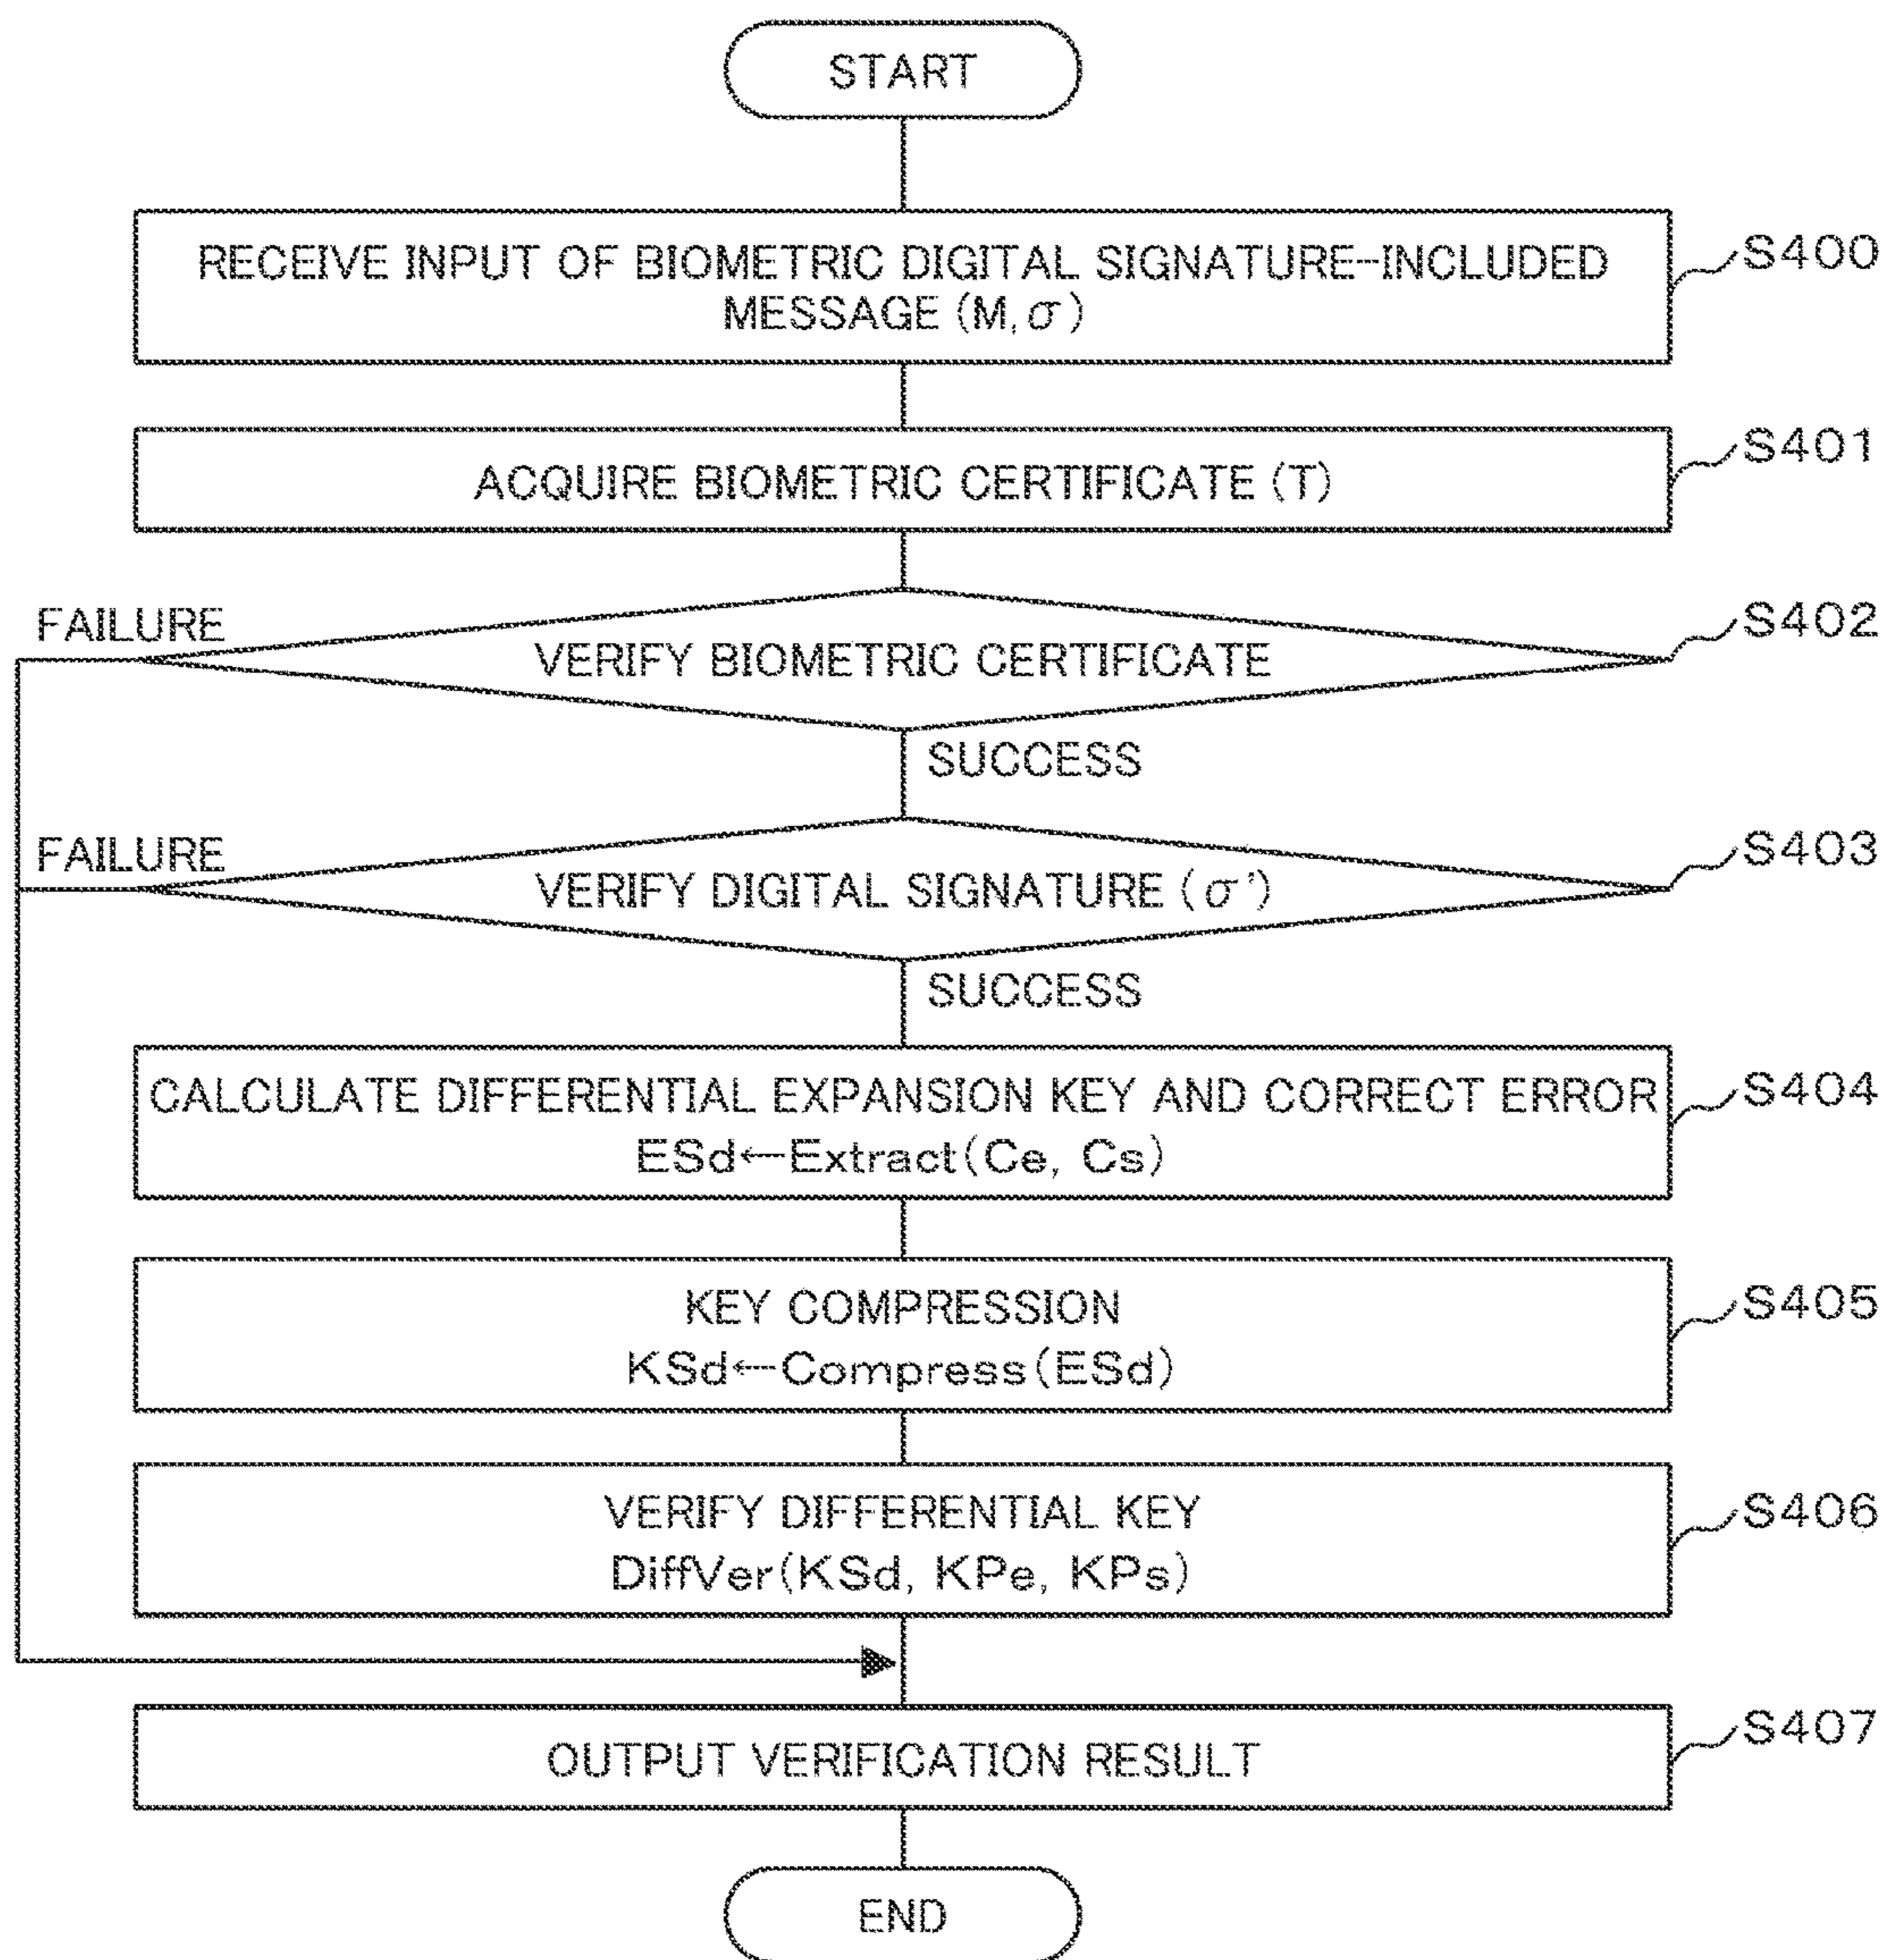 START
RECEIVE INPUT OF BIOMETRIC DIGITAL SIGNATURE-INCLUDED
MESSAGE (M, σ)
S400
ACQUIRE BIOMETRIC CERTIFICATE (T)
S401
FAILURE
VERIFY BIOMETRIC CERTIFICATE
S402
SUCCESS
FAILURE
VERIFY DIGITAL SIGNATURE (σ')
S403
SUCCESS
CALCULATE DIFFERENTIAL EXPANSION KEY AND CORRECT ERROR
ESd←Extract(Ce, Cs)
S404
KEY COMPRESSION
KSd←Compress(ESd)
S405
VERIFY DIFFERENTIAL KEY
DiffVer(KSd, KPe, KPs)
S406
OUTPUT VERIFICATION RESULT
S407
END